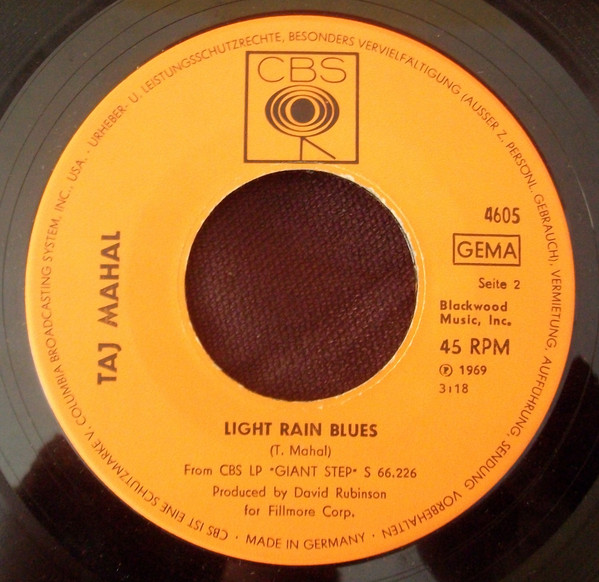 URHEBER- U. LEISTUNGSSCHUTZRECHTE, BESONDERS VERVIELFÄLTIGUNG (AUSSER Z. PERSÖNL. GEBRAUCH), VERMIETUNG, AUFFÜHRUNG, SENDUNG VORBEHALTEN
CBS
4605
GEMA
Seite 2
Blackwood
Music, Inc.
45 RPM
℗ 1969
3:18
TAJ MAHAL
LIGHT RAIN BLUES
(T. Mahal)
From CBS LP "GIANT STEP" S 66.226
Produced by David Rubinson
for Fillmore Corp.
CBS IST EINE SCHUTZMARKE V. COLUMBIA BROADCASTING SYSTEM, INC., USA. ·
· MADE IN GERMANY ·